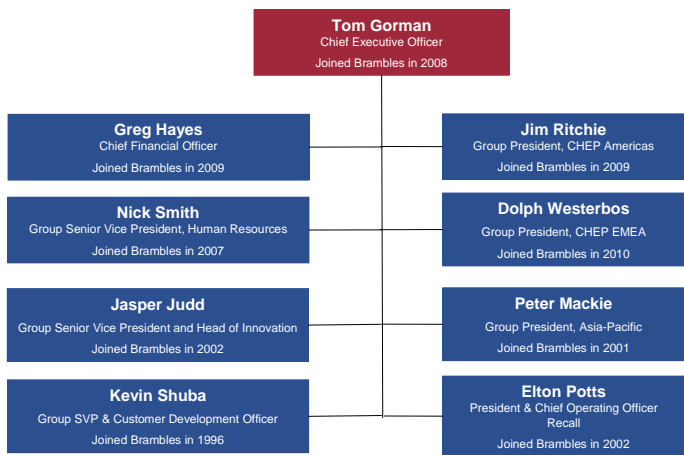 Tom Gorman
Chief Executive Officer
Joined Brambles in 2008
Greg Hayes
Chief Financial Officer
Joined Brambles in 2009
Jim Ritchie
Group President, CHEP Americas
Joined Brambles in 2009
Nick Smith
Group Senior Vice President, Human Resources
Joined Brambles in 2007
Dolph Westerbos
Group President, CHEP EMEA
Joined Brambles in 2010
Jasper Judd
Group Senior Vice President and Head of Innovation
Joined Brambles in 2002
Peter Mackie
Group President, Asia-Pacific
Joined Brambles in 2001
Kevin Shuba
Group SVP & Customer Development Officer
Joined Brambles in 1996
Elton Potts
President & Chief Operating Officer
Recall
Joined Brambles in 2002